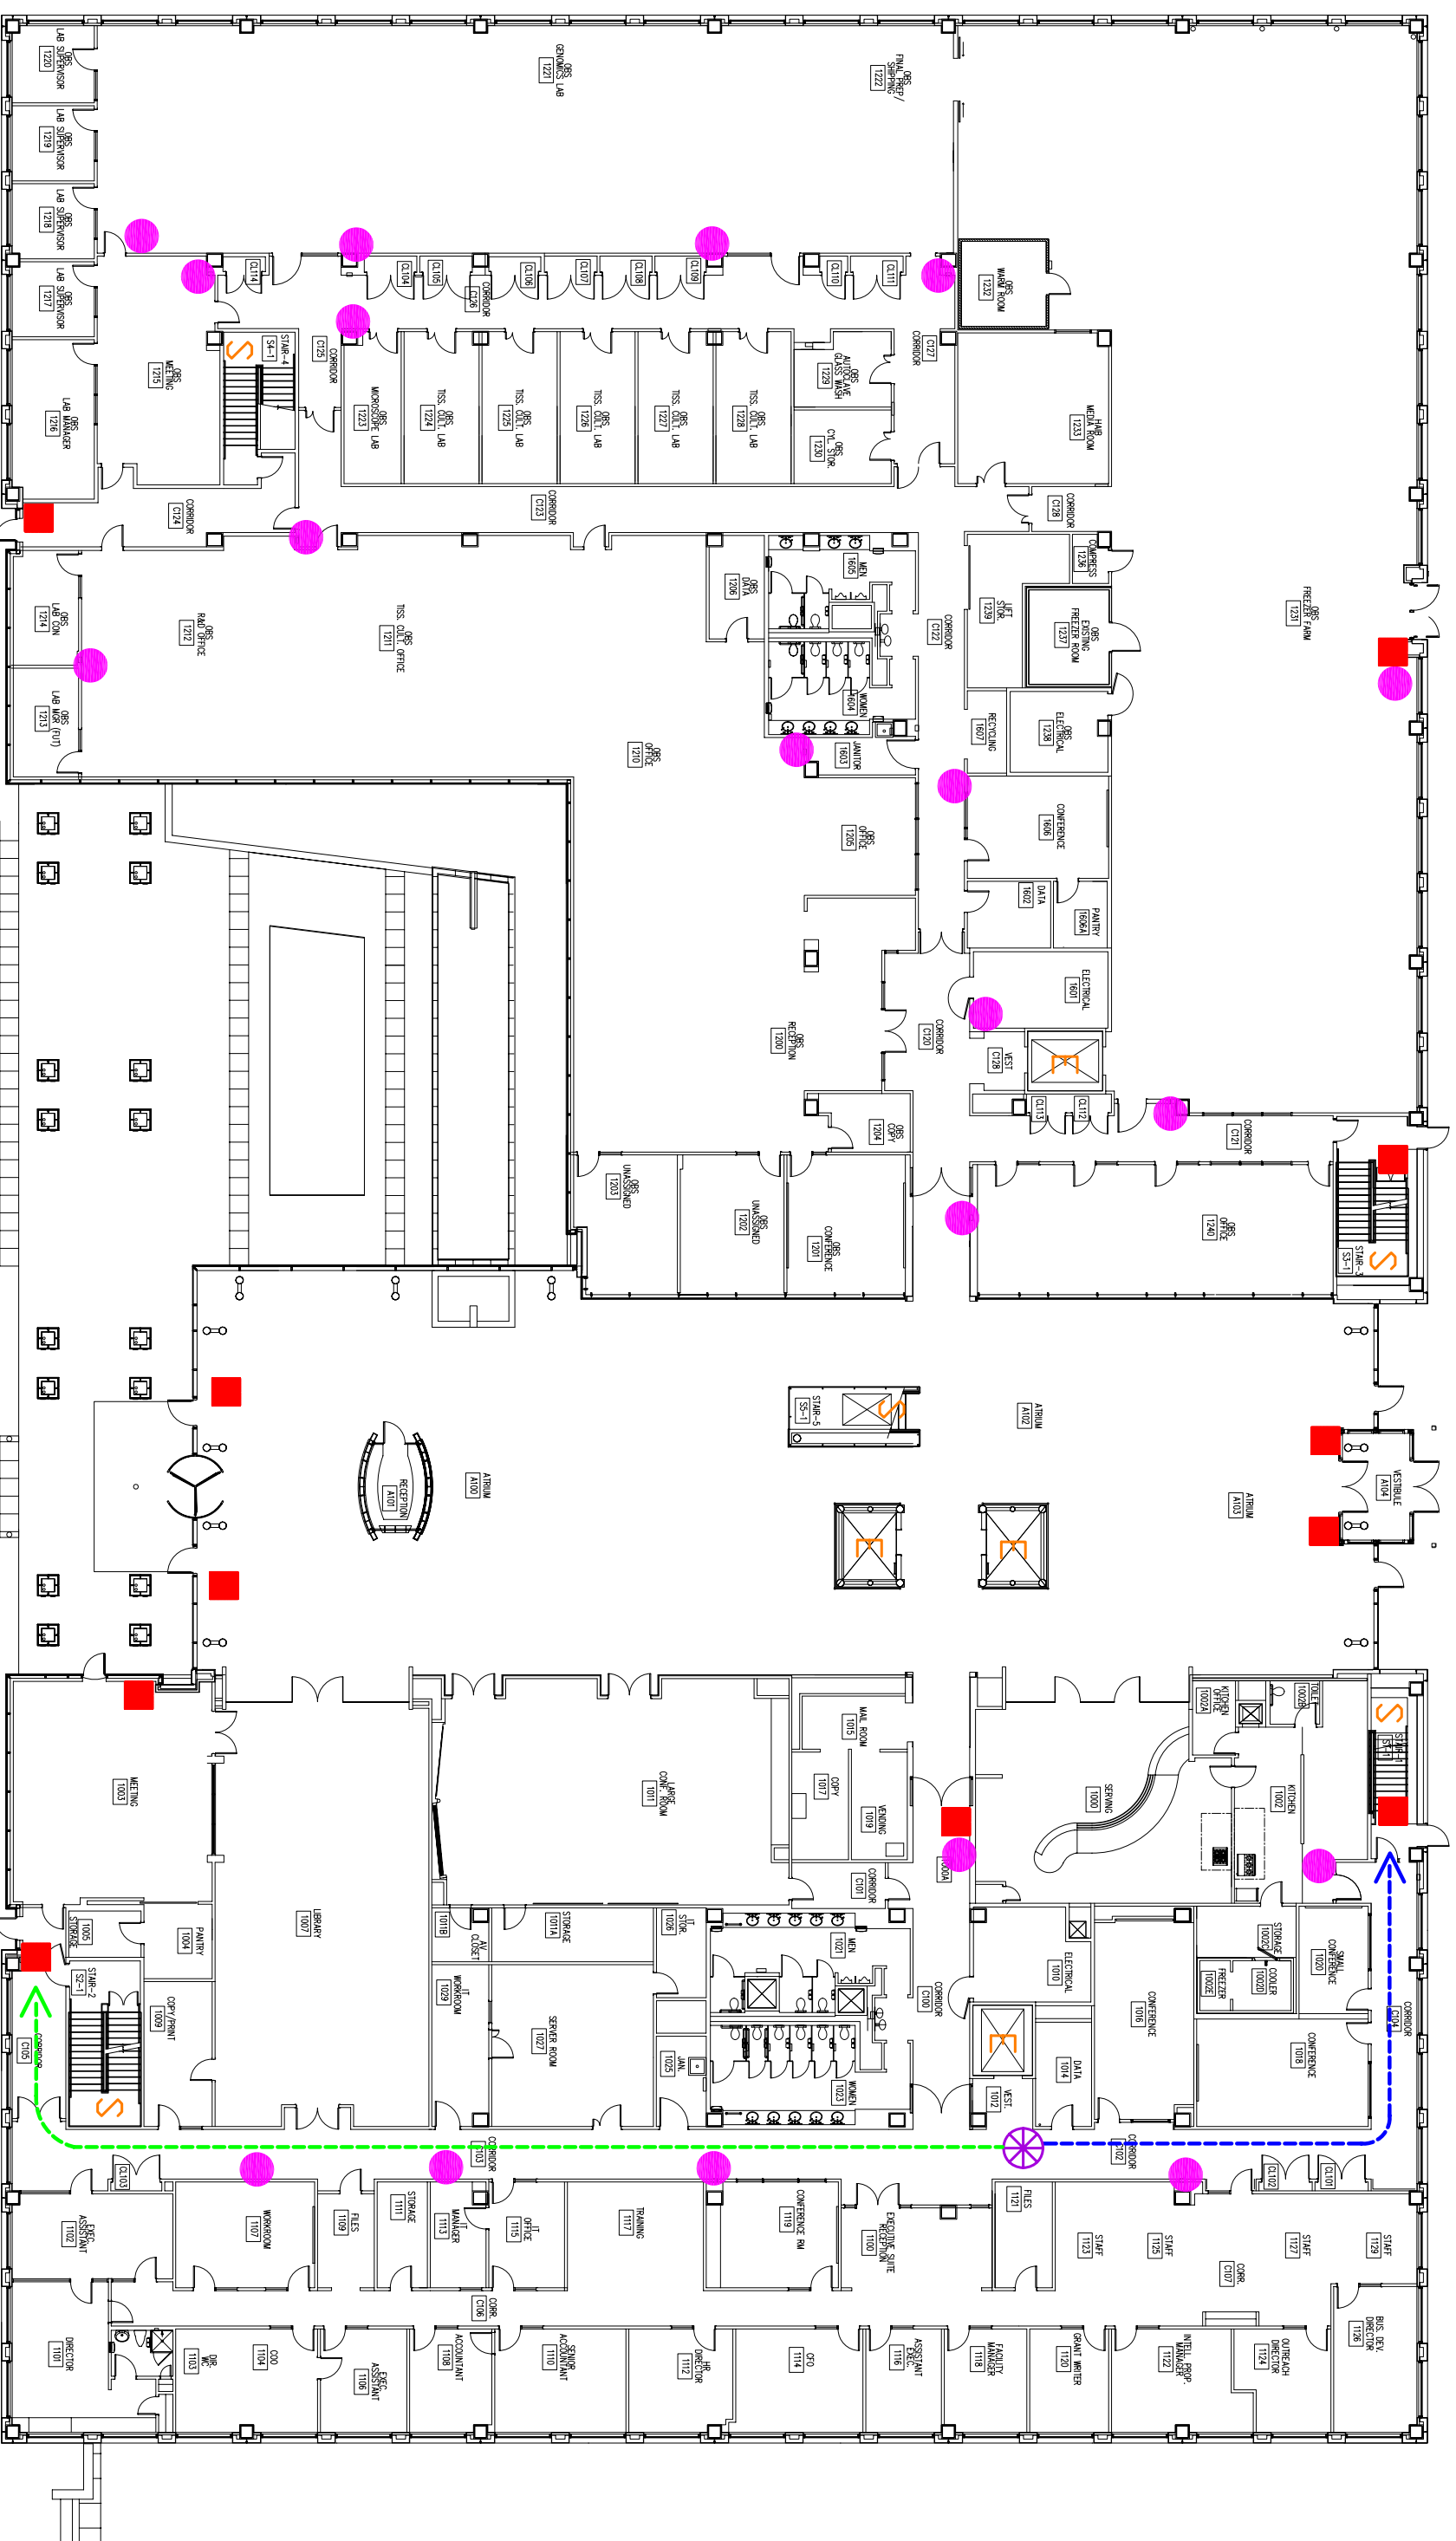 OBS
LAB SUPERVISOR
1220
OBS
LAB SUPERVISOR
1219
OBS
LAB SUPERVISOR
1218
OBS
LAB SUPERVISOR
1217
OBS
LAB MANAGER
1216
OBS
MEETING
1215
OBS
GENOMICS LAB
1221
OBS
FINAL PREP/
SHIPPING
1222
OBS
WARM ROOM
1232
CL114
CL104
CL105
CL106
CL107
CL108
CL109
CL110
CL111
CORRIDOR
C126
STAIR-4
S4-1
S
CORRIDOR
C125
OBS
MICROSCOPE LAB
1223
OBS
TISS. CULT. LAB
1224
OBS
TISS. CULT. LAB
1225
OBS
TISS. CULT. LAB
1226
OBS
TISS. CULT. LAB
1227
OBS
TISS. CULT. LAB
1228
OBS
AUTOCLAVE
GLASS WASH
1229
OBS
CYL. STOR.
1230
CORRIDOR
C127
HAIB
MEDIA ROOM
1233
CORRIDOR
C124
CORRIDOR
C123
CORRIDOR
C128
OBS
LAB CON
1214
OBS
LAB MGR (FUT)
1213
OBS
R&D OFFICE
1212
OBS
TISS. CULT. OFFICE
1211
OBS
DATA
1206
MEN
1605
WOMEN
1604
JANITOR
1603
CORRIDOR
C122
LIFT
STOR.
1239
COMPRESS
1236
OBS
EXISTING
FREEZER ROOM
1237
OBS
ELECTRICAL
1238
RECYCLING
1607
OBS
FREEZER FARM
1231
OBS
OFFICE
1210
OBS
OFFICE
1205
CONFERENCE
1606
DATA
1602
PANTRY
1606A
ELECTRICAL
1601
OBS
RECEPTION
1200
CORRIDOR
C120
VEST
C128
E
CL113
CL112
OBS
COPY
1204
CORRIDOR
C121
OBS
UNASSIGNED
1203
OBS
UNASSIGNED
1202
OBS
CONFERENCE
1201
OBS
OFFICE
1240
STAIR-3
S3-1
S
ATRIUM
A100
RECEPTION
A101
STAIR-5
S5-1
S
ATRIUM
A102
ATRIUM
A103
VESTIBULE
A104
E
E
MEETING
1003
LIBRARY
1007
LARGE
CONF. ROOM
1011
MAIL ROOM
1015
COPY
1017
VENDING
1019
SERVING
1000
KITCHEN
OFFICE
1002A
TOILET
1002B
KITCHEN
1002
STAIR-1
S
CORRIDOR
C101
STORAGE
1005
PANTRY
1004
AV
CLOSET
1011B
STORAGE
1011A
IT
STOR.
1026
MEN
1021
CORRIDOR
C100
ELECTRICAL
1010
CONFERENCE
1016
STORAGE
1002C
COOLER
1002D
FREEZER
1002E
SMALL
CONFERENCE
1020
CORRIDOR
C104
STAIR-2
S2-1
S
COPY/PRINT
1009
IT
WORKROOM
1029
SERVER ROOM
1027
JAN.
1025
WOMEN
1023
E
VEST.
1012
DATA
1014
CONFERENCE
1018
CORRIDOR
C105
CORRIDOR
C103
CORRIDOR
C102
CL103
CL102
CL101
EXEC.
ASSISTANT
1102
WORKROOM
1107
FILES
1109
STORAGE
1111
IT
MANAGER
1113
IT
OFFICE
1115
TRAINING
1117
CONFERENCE RM
1119
EXECUTIVE SUITE
RECEPTION
1100
FILES
1121
STAFF
1123
STAFF
1125
STAFF
1127
STAFF
1129
CORR.
C106
CORR.
C107
DIRECTOR
1101
DIR.
WC
1103
COO
1104
EXEC.
ASSISTANT
1106
ACCOUNTANT
1108
SENIOR
ACCOUNTANT
1110
HR
DIRECTOR
1112
CFO
1114
ASSISTANT
EXEC.
1116
FACILITY
MANAGER
1118
GRANT WRITER
1120
INTELL. PROP.
MANAGER
1122
OUTREACH
DIRECTOR
1124
BUS. DEV.
DIRECTOR
1126